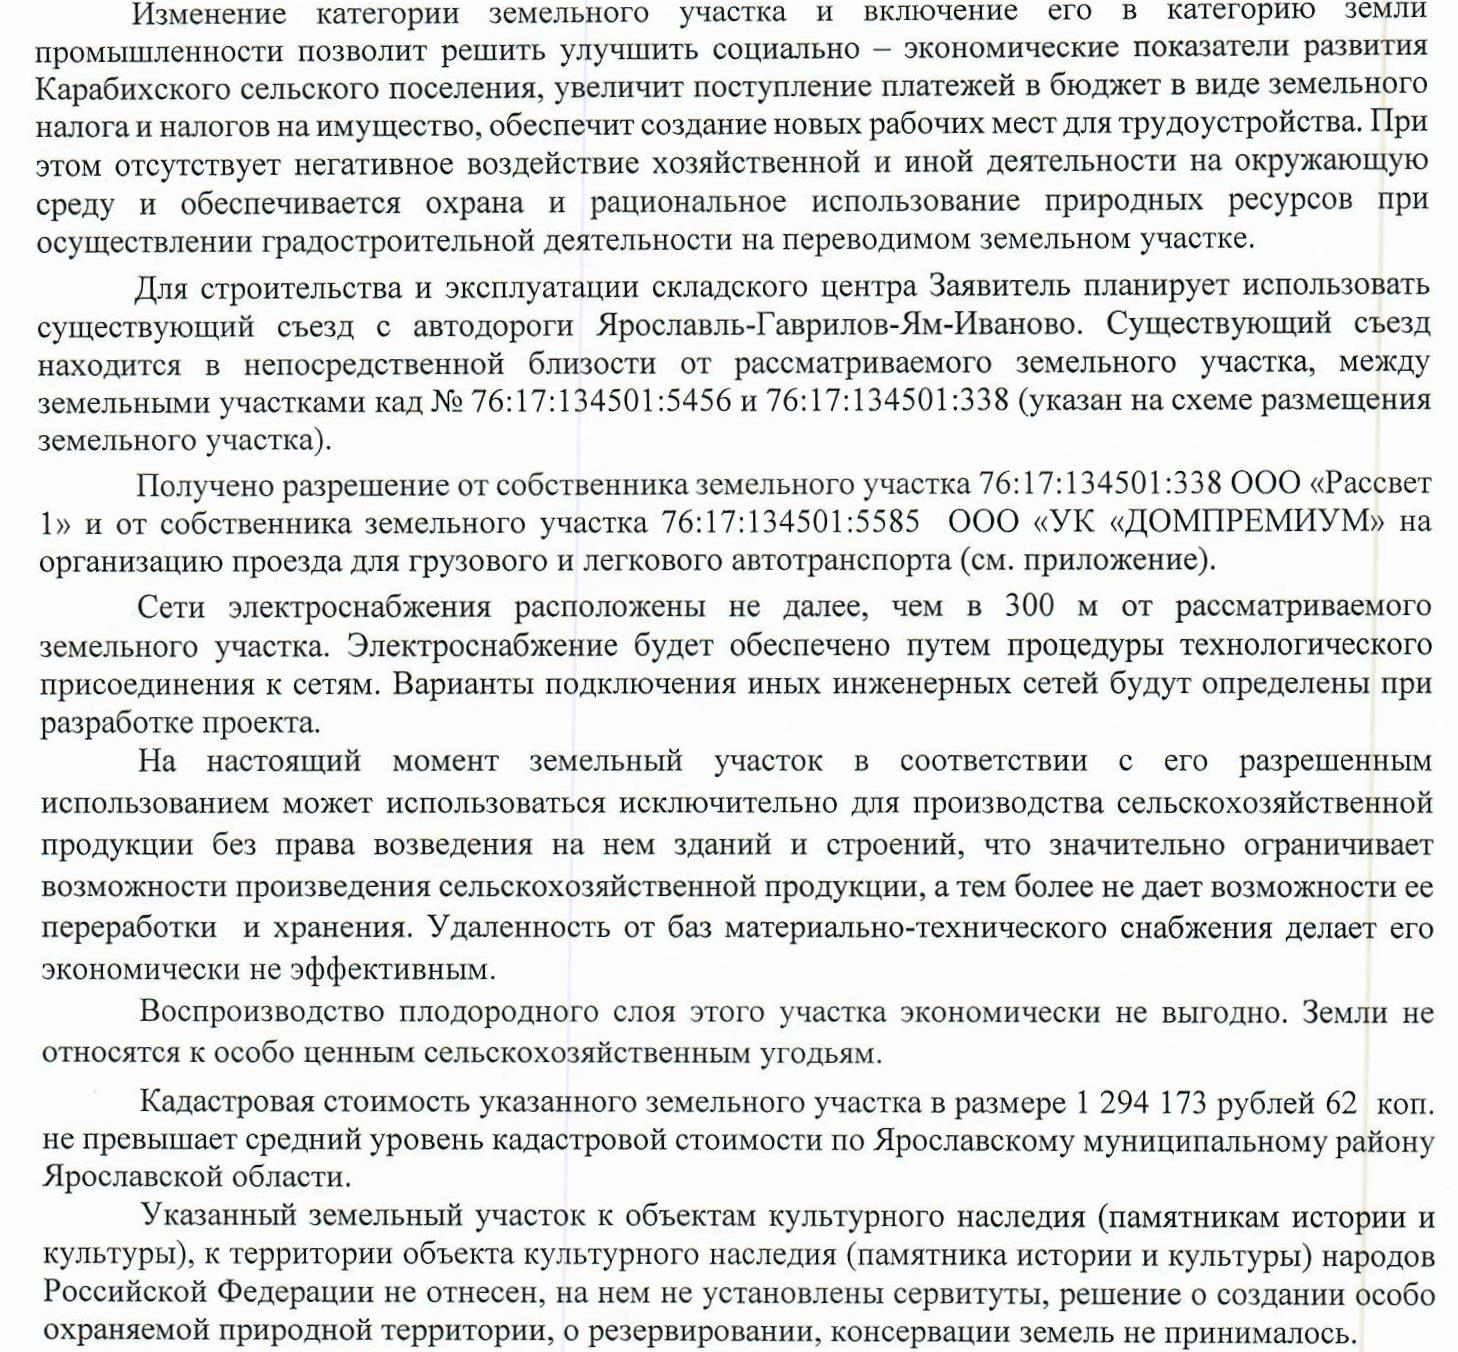 Изменение категории земельного участка и включение его в категорию земли
промышленности позволит решить улучшить социально – экономические показатели развития
Карабихского сельского поселения, увеличит поступление платежей в бюджет в виде земельного
налога и налогов на имущество, обеспечит создание новых рабочих мест для трудоустройства. При
этом отсутствует негативное воздействие хозяйственной и иной деятельности на окружающую
среду и обеспечивается охрана и рациональное использование природных ресурсов при
осуществлении градостроительной деятельности на переводимом земельном участке.
Для строительства и эксплуатации складского центра Заявитель планирует использовать
существующий съезд с автодороги Ярославль-Гаврилов-Ям-Иваново. Существующий съезд
находится в непосредственной близости от рассматриваемого земельного участка, между
земельными участками кад № 76:17:134501:5456 и 76:17:134501:338 (указан на схеме размещения
земельного участка).
Получено разрешение от собственника земельного участка 76:17:134501:338 ООО «Рассвет
1» и от собственника земельного участка 76:17:134501:5585 ООО «УК «ДОМПРЕМИУМ» на
организацию проезда для грузового и легкового автотранспорта (см. приложение).
Сети электроснабжения расположены не далее, чем в 300 м от рассматриваемого
земельного участка. Электроснабжение будет обеспечено путем процедуры технологического
присоединения к сетям. Варианты подключения иных инженерных сетей будут определены при
разработке проекта.
На настоящий момент земельный участок в соответствии с его разрешенным
использованием может использоваться исключительно для производства сельскохозяйственной
продукции без права возведения на нем зданий и строений, что значительно ограничивает
возможности произведения сельскохозяйственной продукции, а тем более не дает возможности ее
переработки и хранения. Удаленность от баз материально-технического снабжения делает его
экономически не эффективным.
Воспроизводство плодородного слоя этого участка экономически не выгодно. Земли не
относятся к особо ценным сельскохозяйственным угодьям.
Кадастровая стоимость указанного земельного участка в размере 1 294 173 рублей 62 коп.
не превышает средний уровень кадастровой стоимости по Ярославскому муниципальному району
Ярославской области.
Указанный земельный участок к объектам культурного наследия (памятникам истории и
культуры), к территории объекта культурного наследия (памятника истории и культуры) народов
Российской Федерации не отнесен, на нем не установлены сервитуты, решение о создании особо
охраняемой природной территории, о резервировании, консервации земель не принималось.